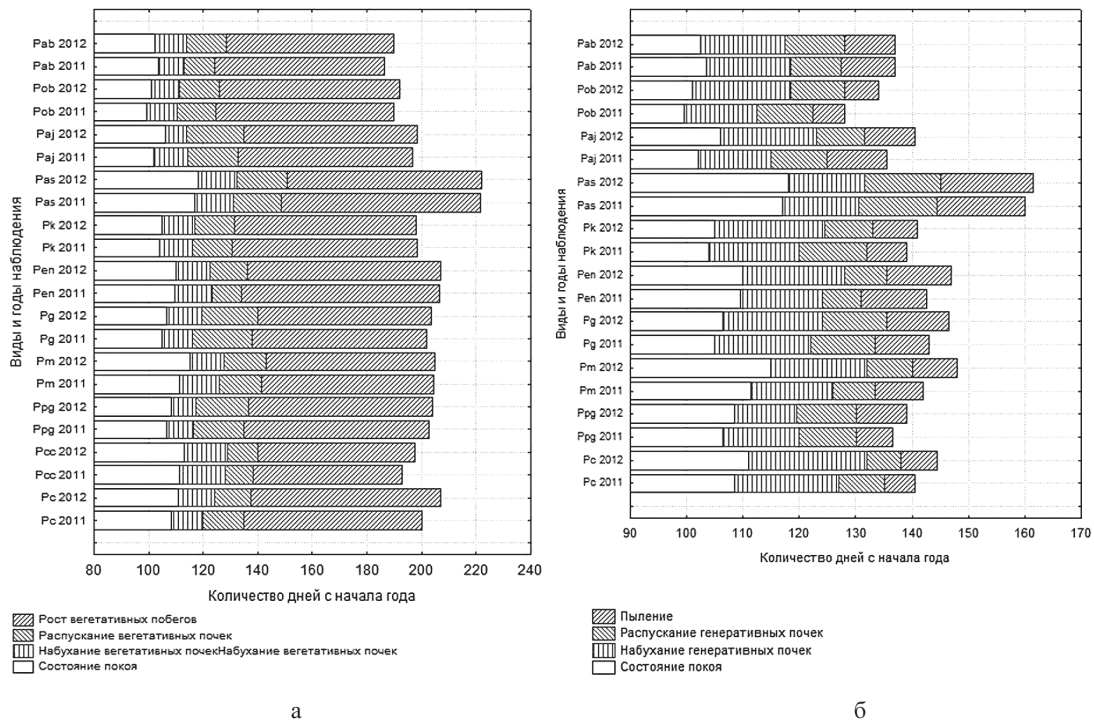 Виды и годы наблюдения
Pab 2012
Pab 2011
Pob 2012
Pob 2011
Paj 2012
Paj 2011
Pas 2012
Pas 2011
Pk 2012
Pk 2011
Pen 2012
Pen 2011
Pg 2012
Pg 2011
Pm 2012
Pm 2011
Ppg 2012
Ppg 2011
Pcc 2012
Pcc 2011
Pc 2012
Pc 2011
80 100 120 140 160 180 200 220 240
Количество дней с начала года
Рост вегетативных побегов
Распускание вегетативных почек
Набухание вегетативных почекНабухание вегетативных почек
Состояние покоя
а
Виды и годы наблюдения
Pab 2012
Pab 2011
Pob 2012
Pob 2011
Paj 2012
Paj 2011
Pas 2012
Pas 2011
Pk 2012
Pk 2011
Pen 2012
Pen 2011
Pg 2012
Pg 2011
Pm 2012
Pm 2011
Ppg 2012
Ppg 2011
Pc 2012
Pc 2011
90 100 110 120 130 140 150 160 170
Количество дней с начала года
Пыление
Распускание генеративных почек
Набухание генеративных почек
Состояние покоя
б